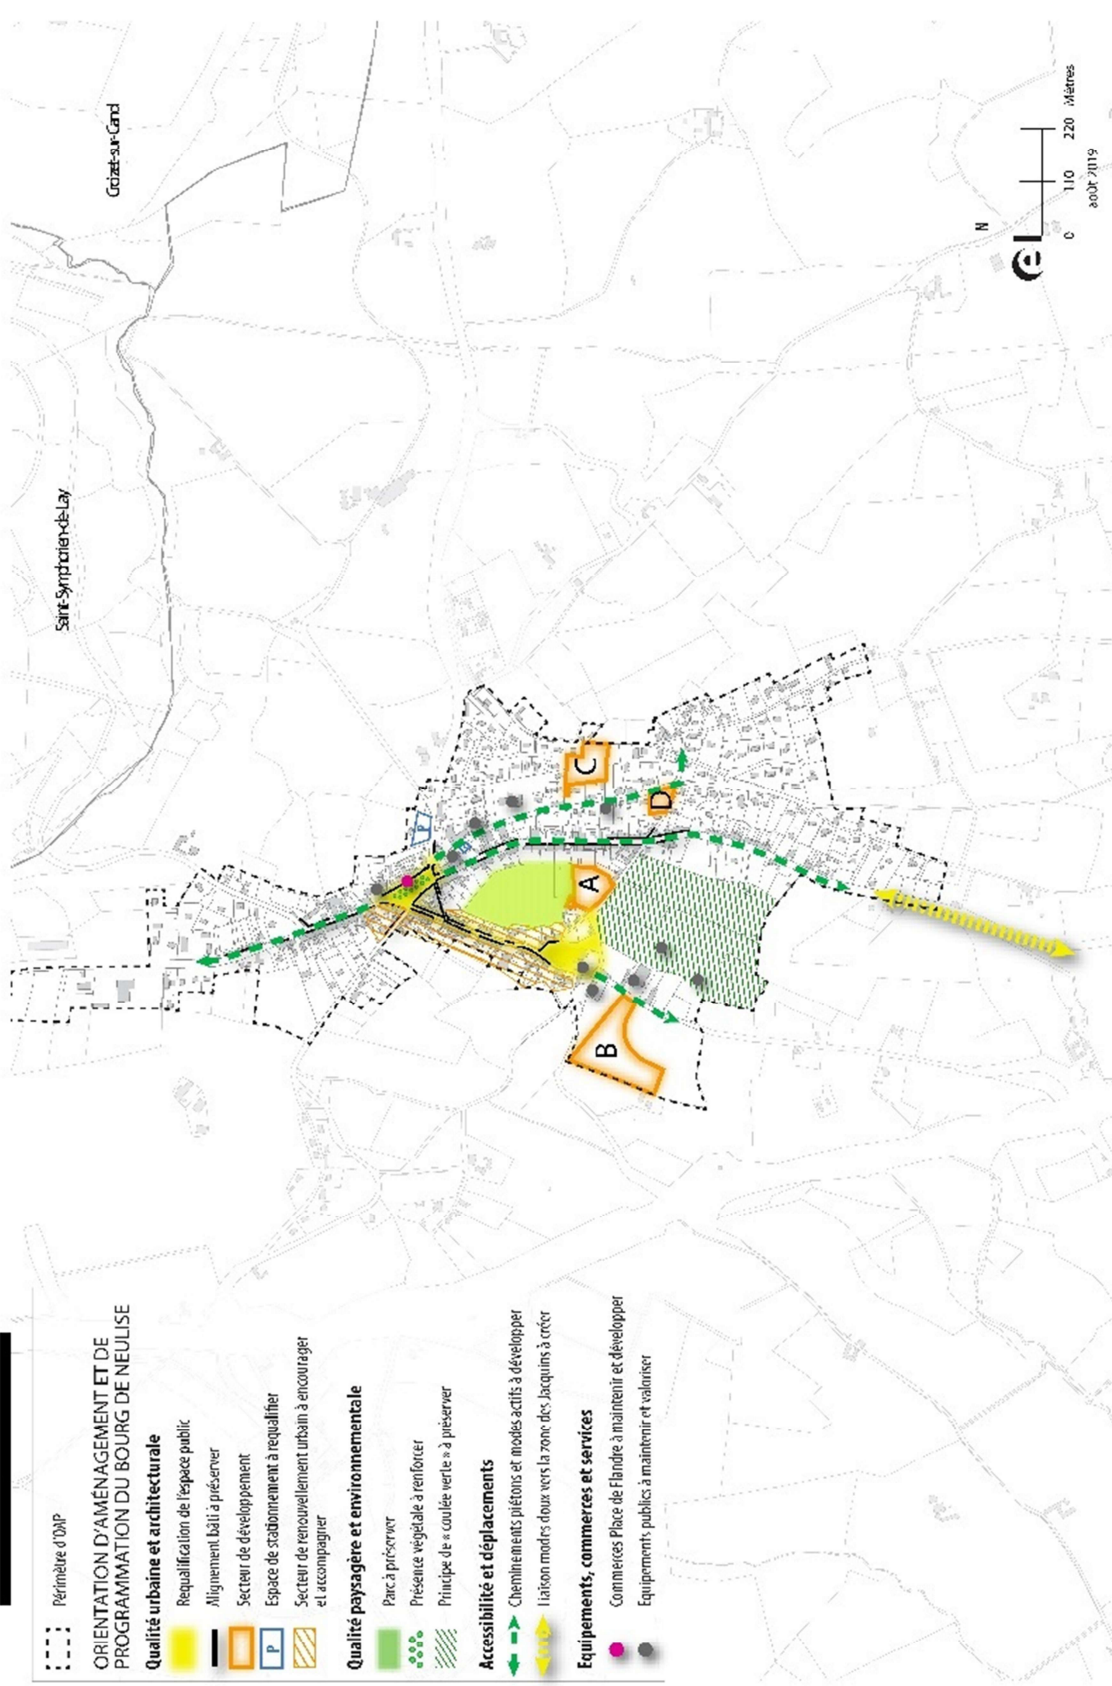 Périmètre d'OAP
ORIENTATION D'AMÉNAGEMENT ET DE
PROGRAMMATION DU BOURG DE NEULISE
Qualité urbaine et architecturale
Requalification de l'espace public
Alignement bâti à préserver
Secteur de développement
P
Espace de stationnement à requalifier
Secteur de renouvellement urbain à encourager
et accompagner
Qualité paysagère et environnementale
Parc à préserver
Présence végétale à renforcer
Principe de « coulée verte » à préserver
Accessibilité et déplacements
Cheminements piétons et modes actifs à développer
Liaison modes doux vers la zone des Jacquins à créer
Equipements, commerces et services
Commerces Place de Flandre à maintenir et développer
Equipements publics à maintenir et valoriser
Saint-Symphorien-de-Lay
Croizet-sur-Gand
P
P
A
B
C
D
N
el
0 110 220 Mètres
août 2019